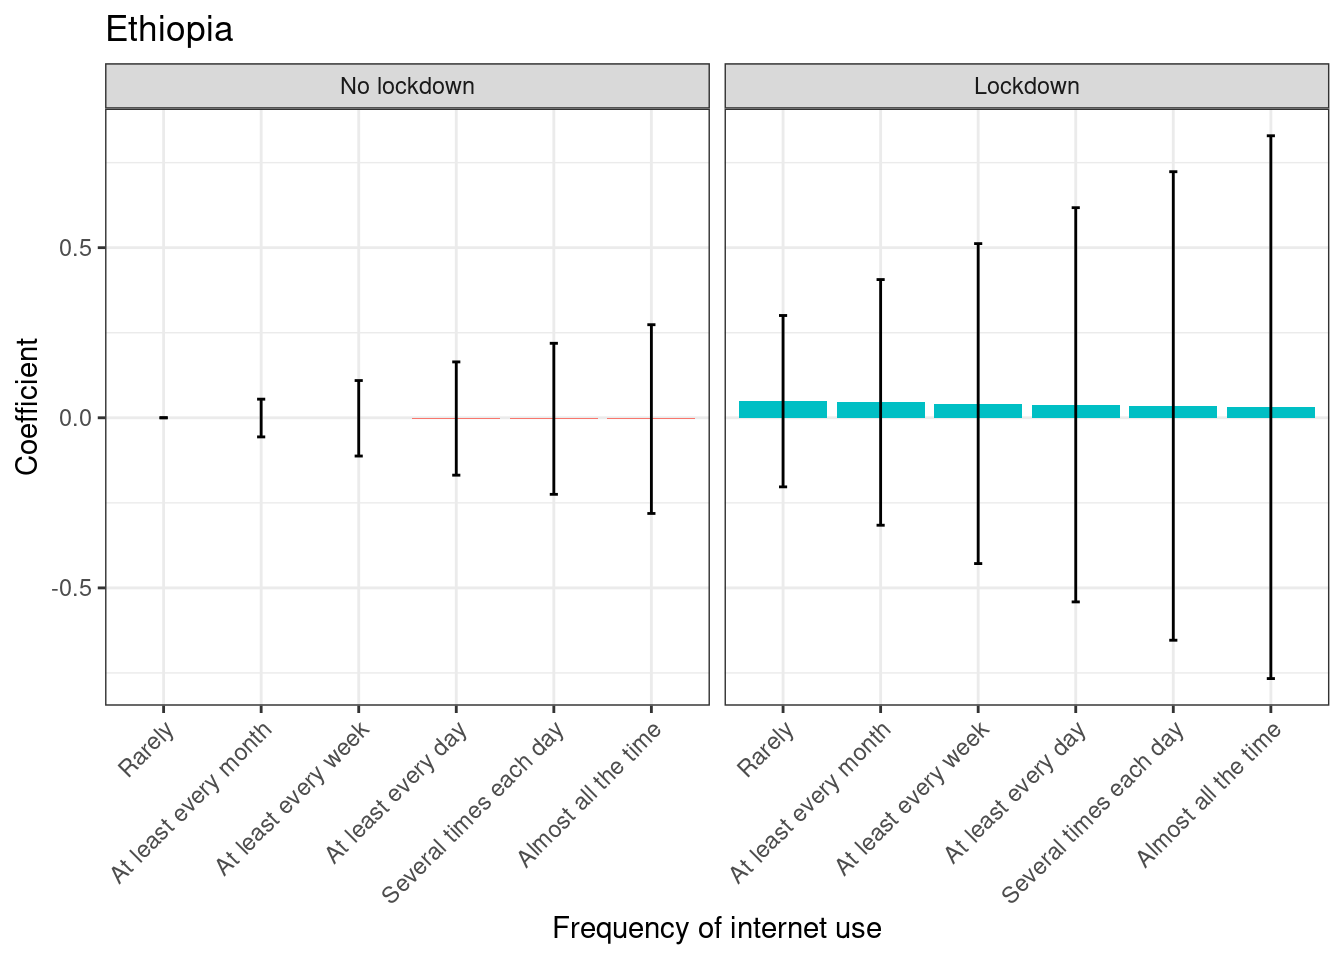 Ethiopia
No lockdown
Lockdown
Coefficient
0.5
0.0
-0.5
Rarely
At least every month
At least every week
At least every day
Several times each day
Almost all the time
Rarely
At least every month
At least every week
At least every day
Several times each day
Almost all the time
Frequency of internet use